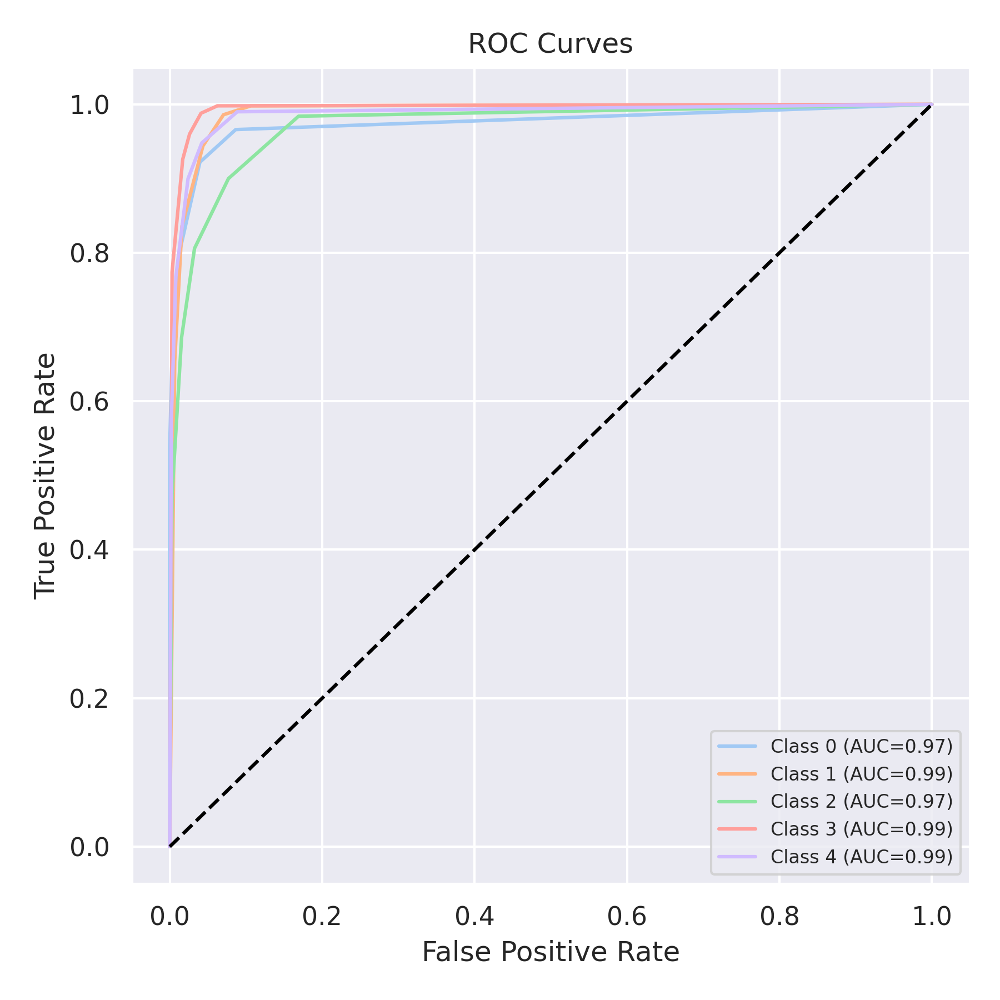 ROC Curves
True Positive Rate
1.0
0.8
0.6
0.4
0.2
0.0
Class 0 (AUC=0.97)
Class 1 (AUC=0.99)
Class 2 (AUC=0.97)
Class 3 (AUC=0.99)
Class 4 (AUC=0.99)
0.0 0.2 0.4 0.6 0.8 1.0
False Positive Rate